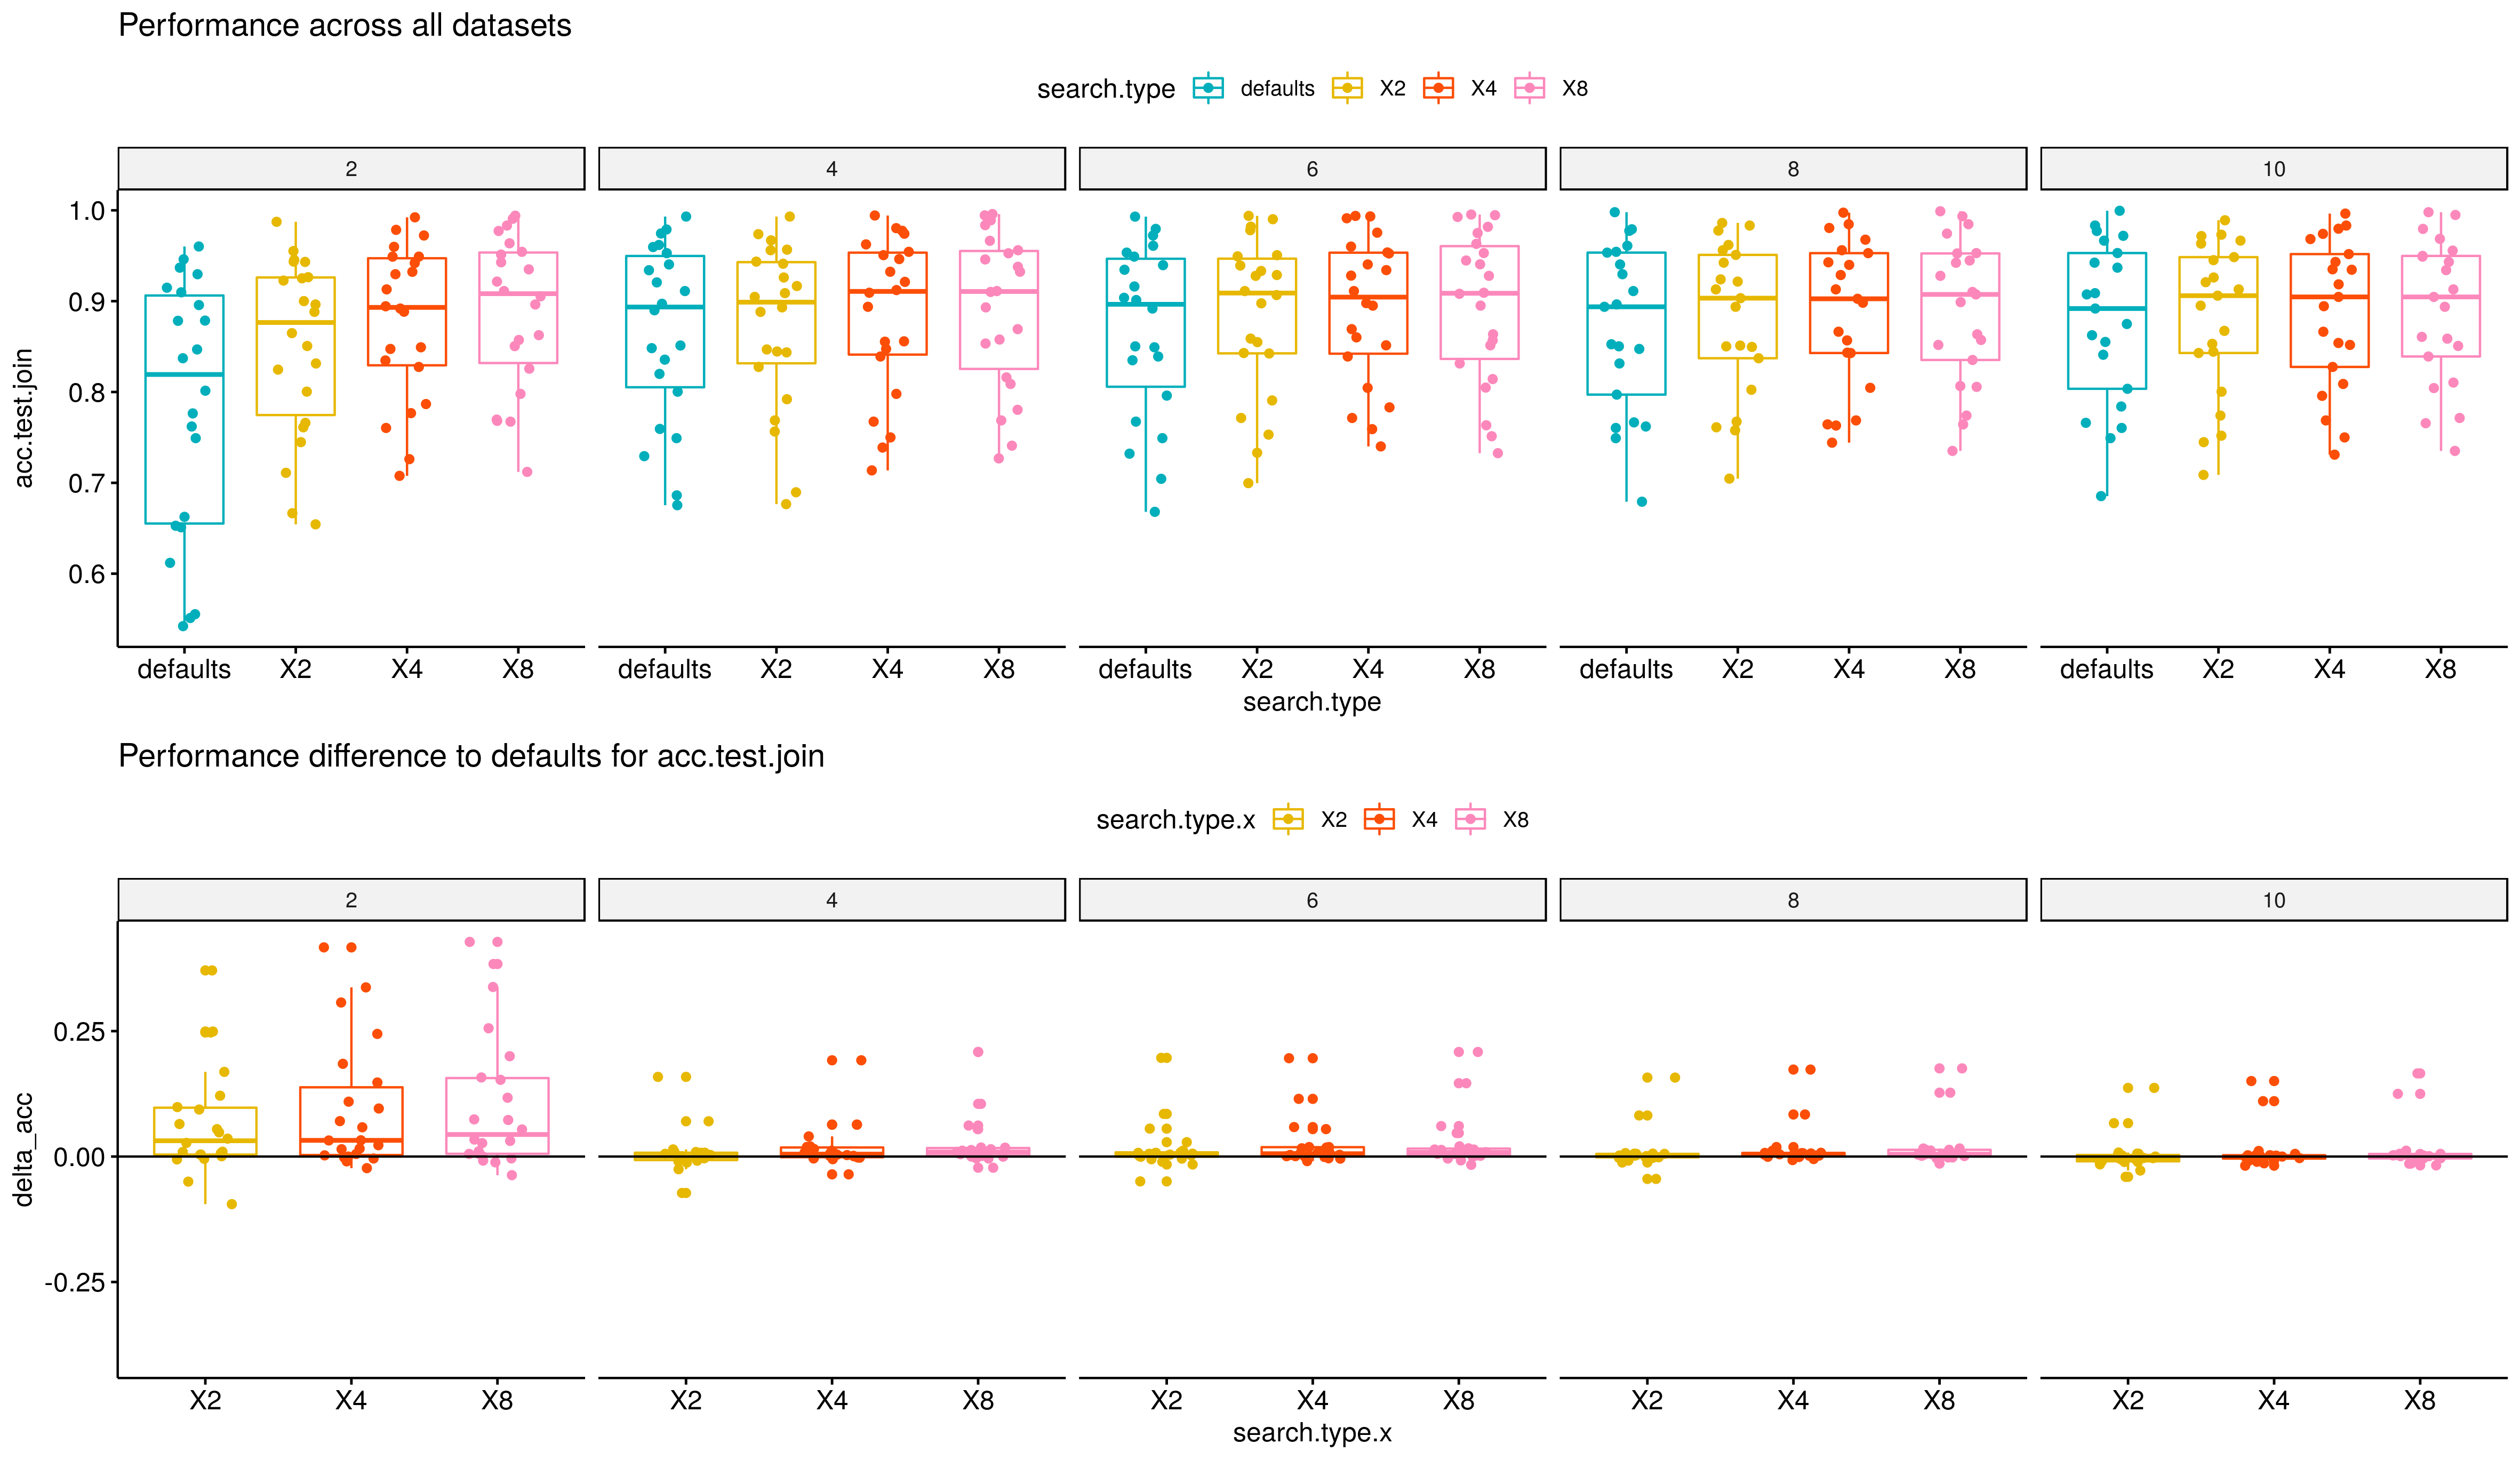 Performance across all datasets
search.type defaults X2 X4 X8
2 4 6 8 10
1.0
0.9
0.8
0.7
0.6
acc.test.join
defaults X2 X4 X8 defaults X2 X4 X8 defaults X2 X4 X8 defaults X2 X4 X8 defaults X2 X4 X8
search.type
Performance difference to defaults for acc.test.join
search.type.x X2 X4 X8
2 4 6 8 10
0.25
0.00
-0.25
delta_acc
X2 X4 X8 X2 X4 X8 X2 X4 X8 X2 X4 X8 X2 X4 X8
search.type.x